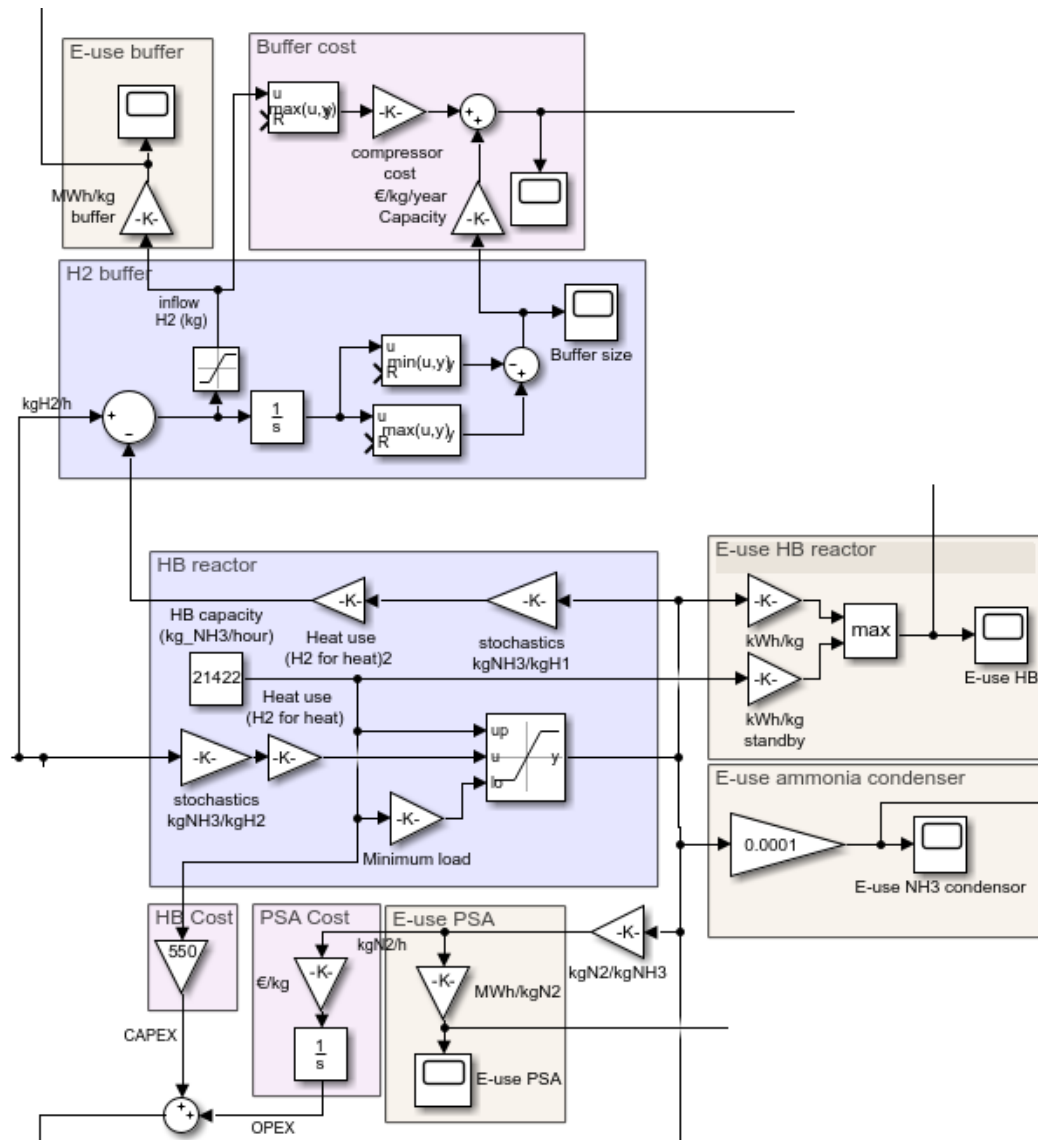 E-use buffer
MWh/kg
buffer
-K-
Buffer cost
u
max(u,y)
y
R
-K-
compressor
cost
€/kg/year
Capacity
-K-
+
+
H2 buffer
inflow
H2 (kg)
kgH2/h
+
-
1
s
u
min(u,y)
y
R
u
max(u,y)
y
R
-
+
Buffer size
HB reactor
-K-
-K-
HB capacity
(kg_NH3/hour)
Heat use
(H2 for heat)2
stochastics
kgNH3/kgH1
21422
Heat use
(H2 for heat)
-K-
-K-
stochastics
kgNH3/kgH2
up
u
lo
y
-K-
Minimum load
E-use HB reactor
-K-
kWh/kg
max
-K-
E-use HB
kWh/kg
standby
E-use ammonia condenser
0.0001
E-use NH3 condensor
HB Cost
550
CAPEX
PSA Cost
€/kg
-K-
1
s
OPEX
+
+
E-use PSA
kgN2/h
-K-
MWh/kgN2
E-use PSA
-K-
kgN2/kgNH3